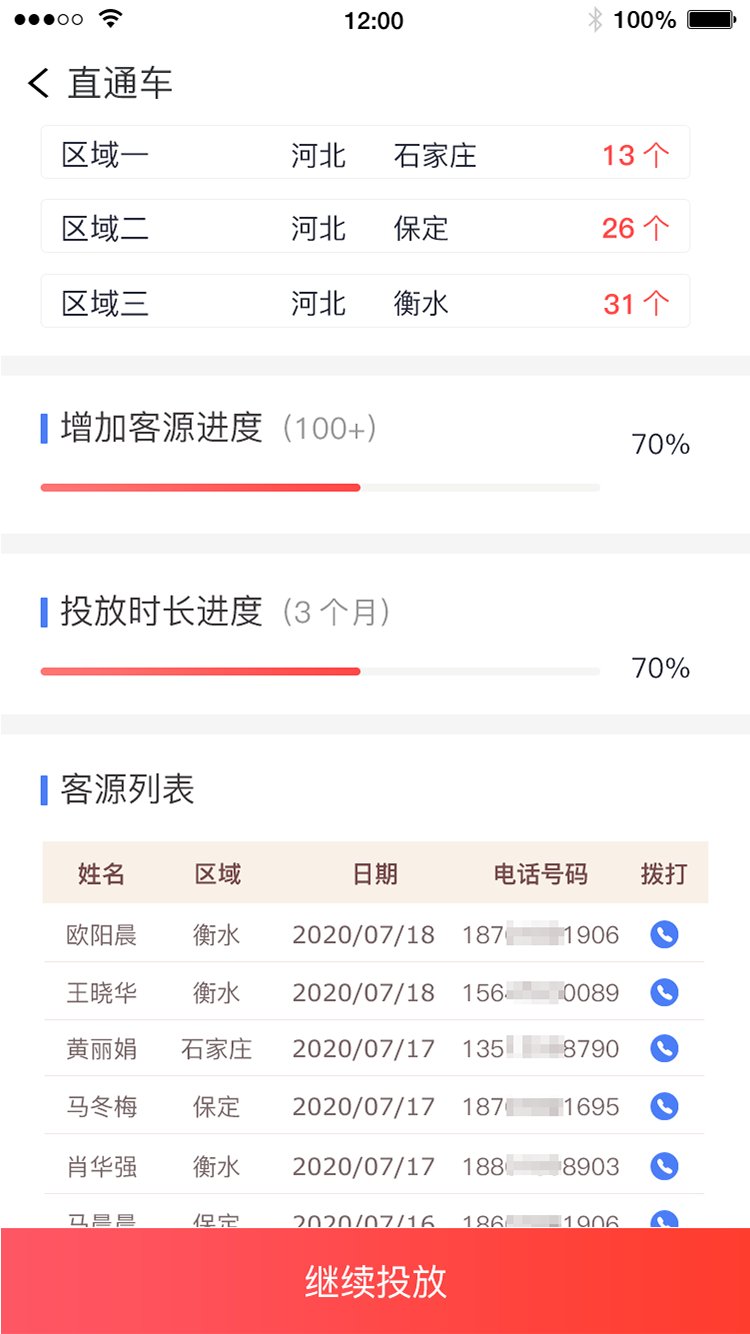 12:00 100%
直通车
区域一 河北 石家庄 13 个
区域二 河北 保定 26 个
区域三 河北 衡水 31 个
增加客源进度 (100+) 70%
投放时长进度 (3 个月) 70%
客源列表
姓名 区域 日期 电话号码 拨打
欧阳晨 衡水 2020/07/18 187 1906
王晓华 衡水 2020/07/18 156 0089
黄丽娟 石家庄 2020/07/17 135 8790
马冬梅 保定 2020/07/17 187 1695
肖华强 衡水 2020/07/17 188 8903
马晨晨 保定 2020/07/16 186 1906
继续投放